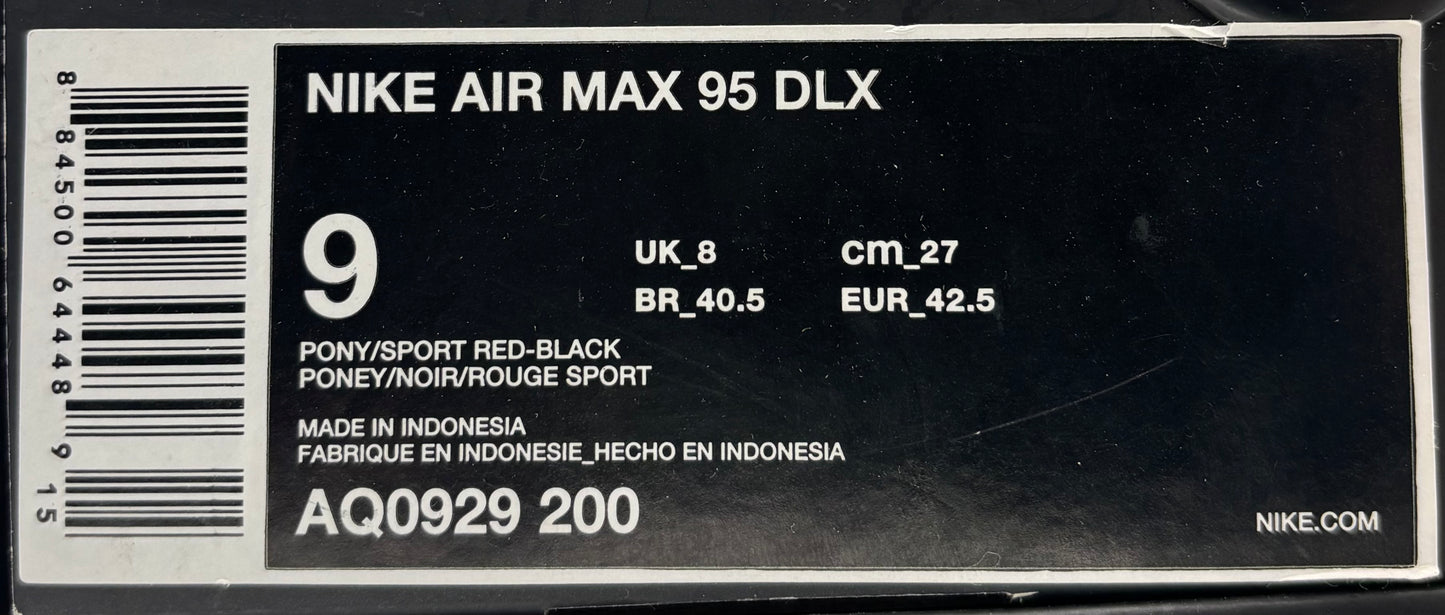 8 84500 64448 9 15
NIKE AIR MAX 95 DLX
9
UK_8 cm_27
BR_40.5 EUR_42.5
PONY/SPORT RED-BLACK
PONEY/NOIR/ROUGE SPORT
MADE IN INDONESIA
FABRIQUE EN INDONESIE_HECHO EN INDONESIA
AQ0929 200
NIKE.COM